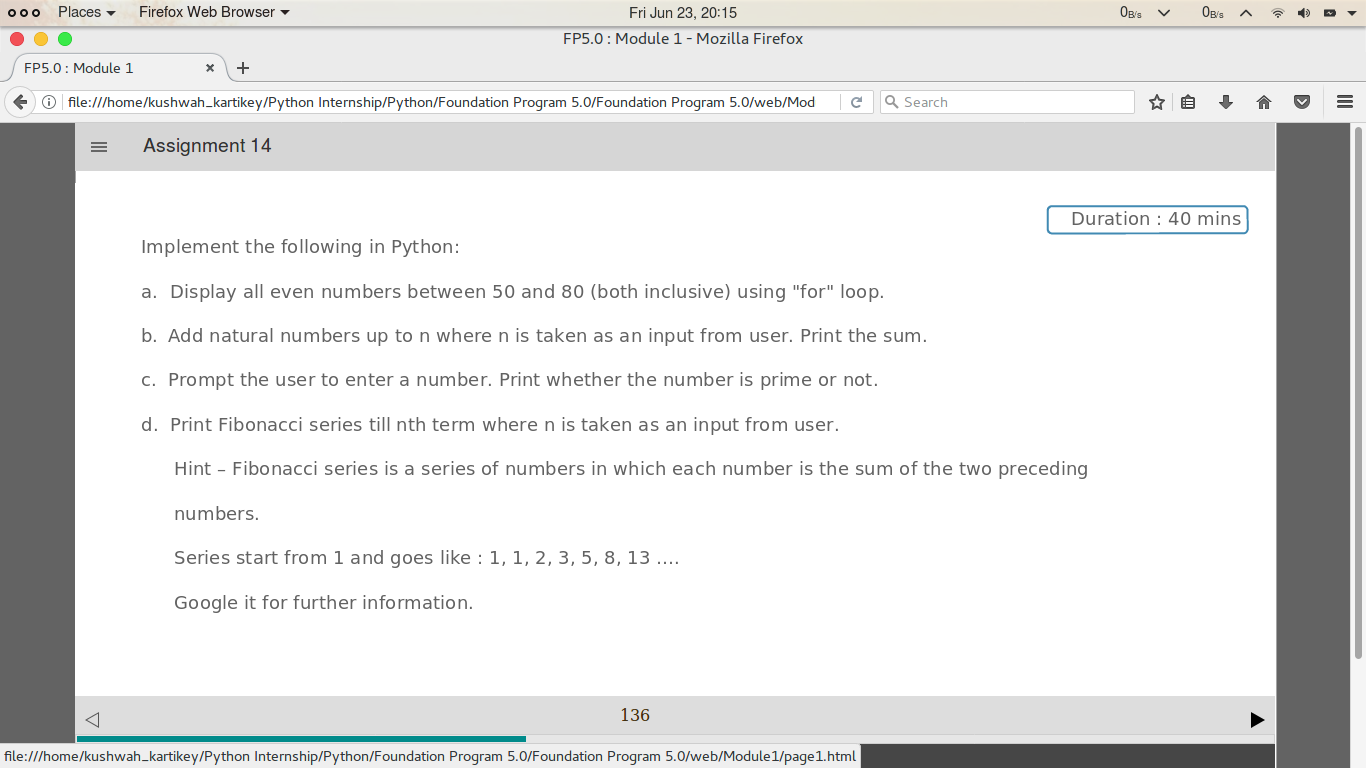 Places Firefox Web Browser Fri Jun 23, 20:15 0B/s 0B/s
FP5.0 : Module 1 - Mozilla Firefox
FP5.0 : Module 1
file:///home/kushwah_kartikey/Python Internship/Python/Foundation Program 5.0/Foundation Program 5.0/web/Mod Search
Assignment 14
Duration : 40 mins
Implement the following in Python:
a. Display all even numbers between 50 and 80 (both inclusive) using "for" loop.
b. Add natural numbers up to n where n is taken as an input from user. Print the sum.
c. Prompt the user to enter a number. Print whether the number is prime or not.
d. Print Fibonacci series till nth term where n is taken as an input from user.
Hint – Fibonacci series is a series of numbers in which each number is the sum of the two preceding
numbers.
Series start from 1 and goes like : 1, 1, 2, 3, 5, 8, 13 ....
Google it for further information.
136
file:///home/kushwah_kartikey/Python Internship/Python/Foundation Program 5.0/Foundation Program 5.0/web/Module1/page1.html